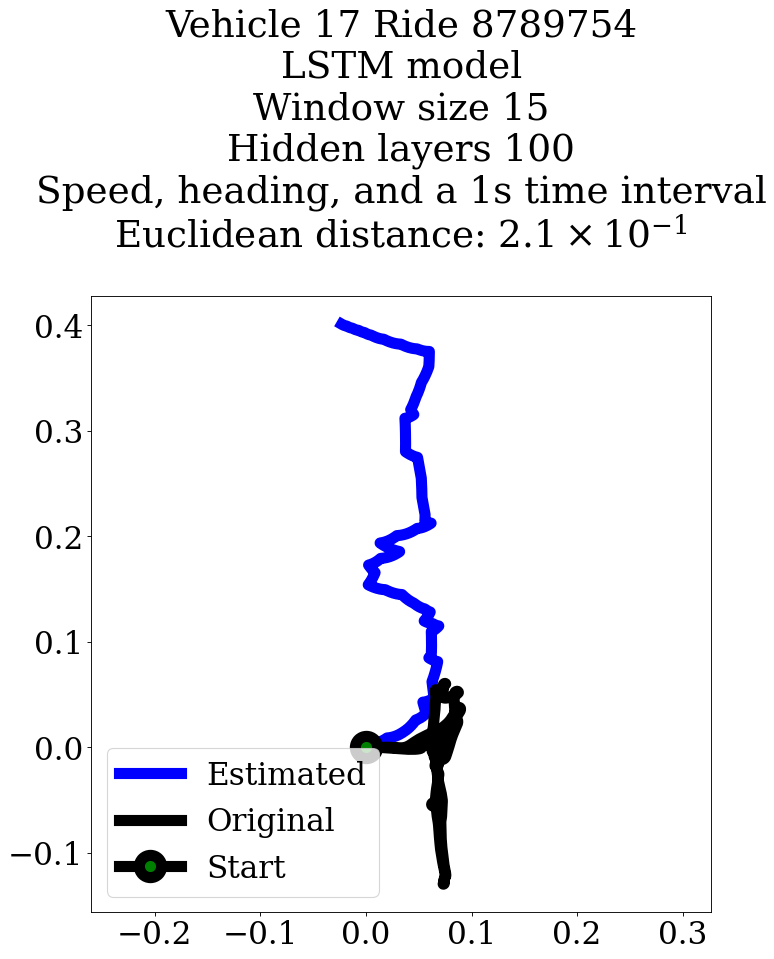 Vehicle 17 Ride 8789754
LSTM model
Window size 15
Hidden layers 100
Speed, heading, and a 1s time interval
Euclidean distance: 2.1 × 10⁻¹
0.4
0.3
0.2
0.1
0.0
−0.1
Estimated
Original
Start
−0.2 −0.1 0.0 0.1 0.2 0.3